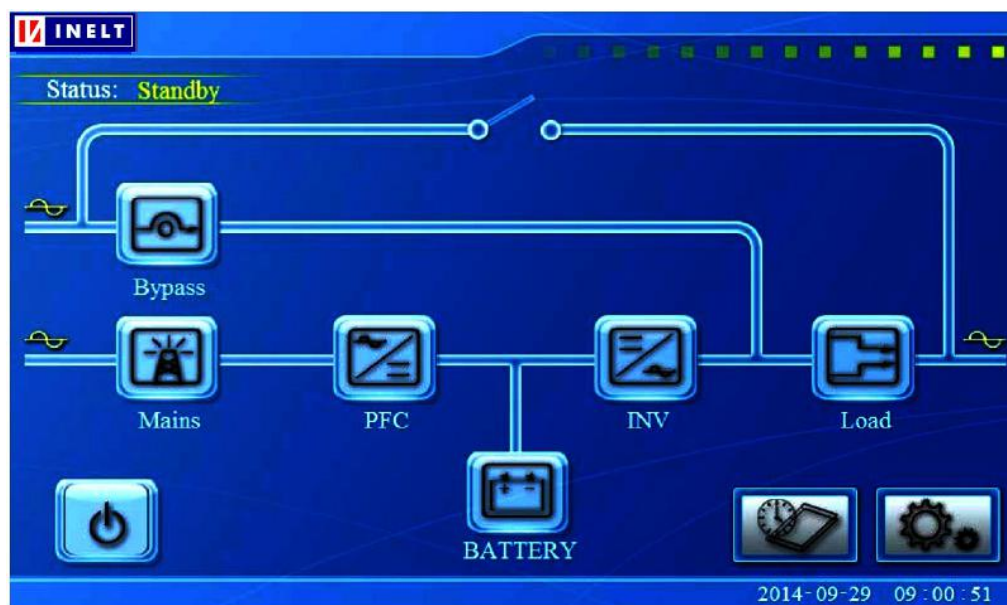 INELT
Status: Standby
Bypass
Mains PFC INV Load
BATTERY
2014-09-29 09:00:51